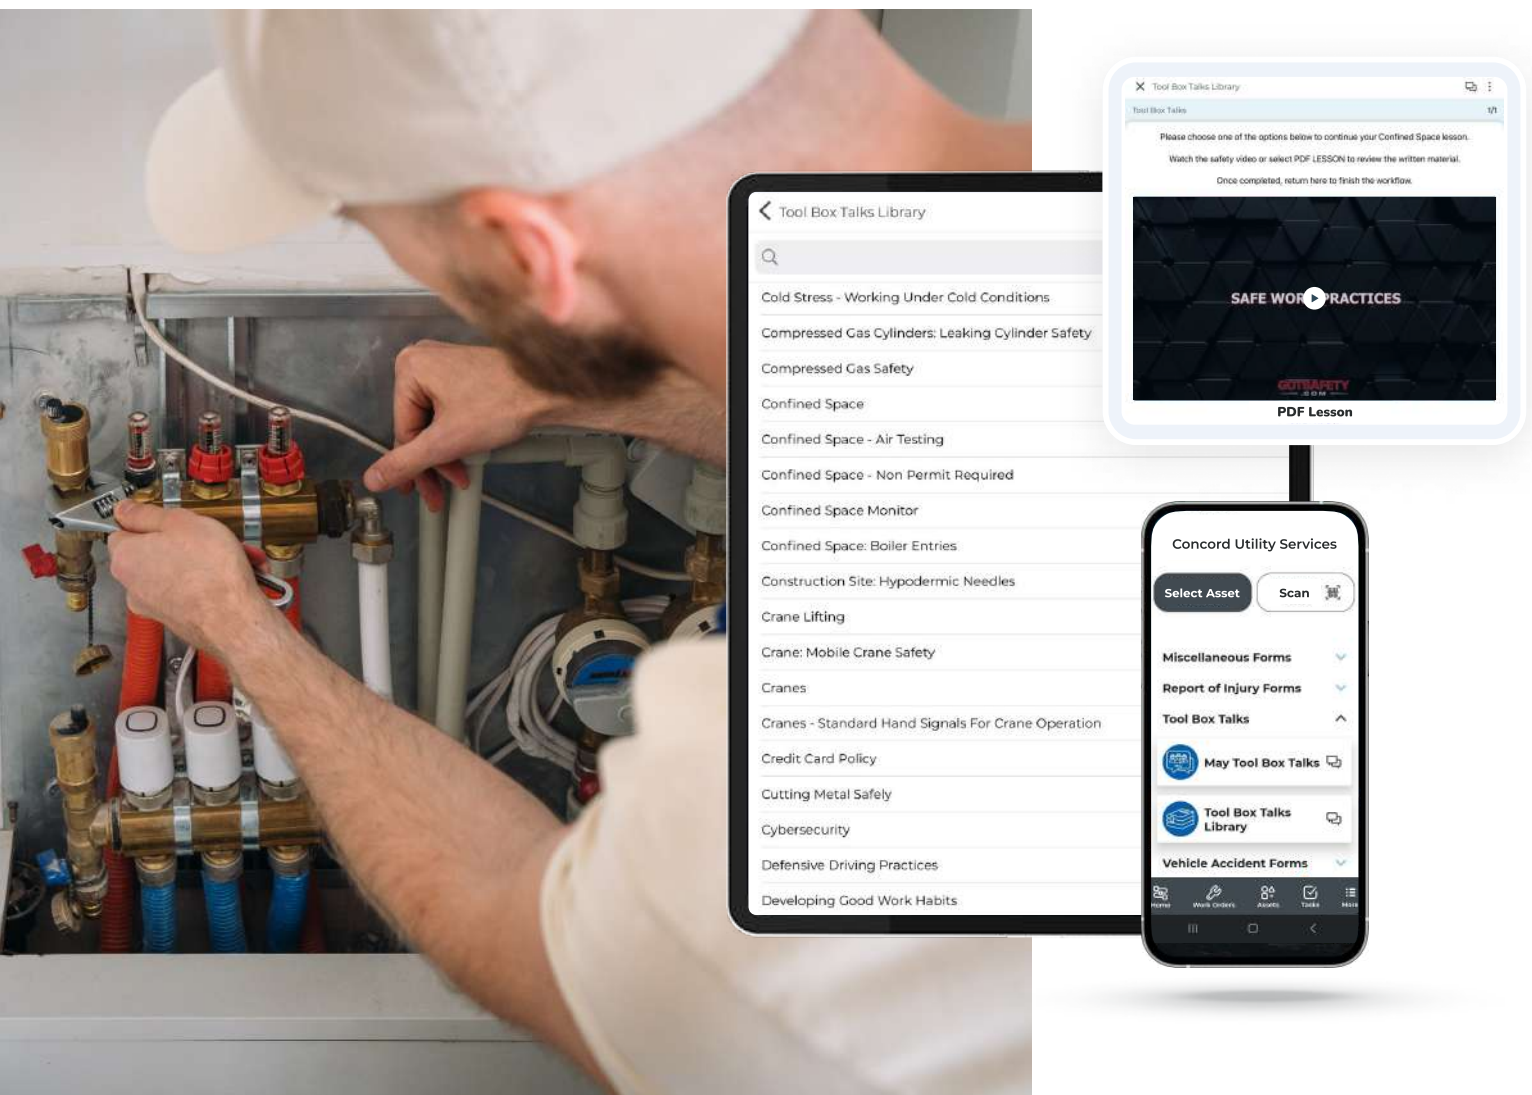 Tool Box Talks Library
Cold Stress - Working Under Cold Conditions
Compressed Gas Cylinders: Leaking Cylinder Safety
Compressed Gas Safety
Confined Space
Confined Space - Air Testing
Confined Space - Non Permit Required
Confined Space Monitor
Confined Space: Boiler Entries
Construction Site: Hypodermic Needles
Crane Lifting
Crane: Mobile Crane Safety
Cranes
Cranes - Standard Hand Signals For Crane Operation
Credit Card Policy
Cutting Metal Safely
Cybersecurity
Defensive Driving Practices
Developing Good Work Habits
Tool Box Talks Library
Tool Box Talks 1/1
Please choose one of the options below to continue your Confined Space lesson.
Watch the safety video or select PDF LESSON to review the written material.
Once completed, return here to finish the workflow.
SAFE WORK PRACTICES
GOTSAFETY
.COM
PDF Lesson
Concord Utility Services
Select Asset Scan
Miscellaneous Forms
Report of Injury Forms
Tool Box Talks
May Tool Box Talks
Tool Box Talks
Library
Vehicle Accident Forms
Home Work Orders Assets Tasks More